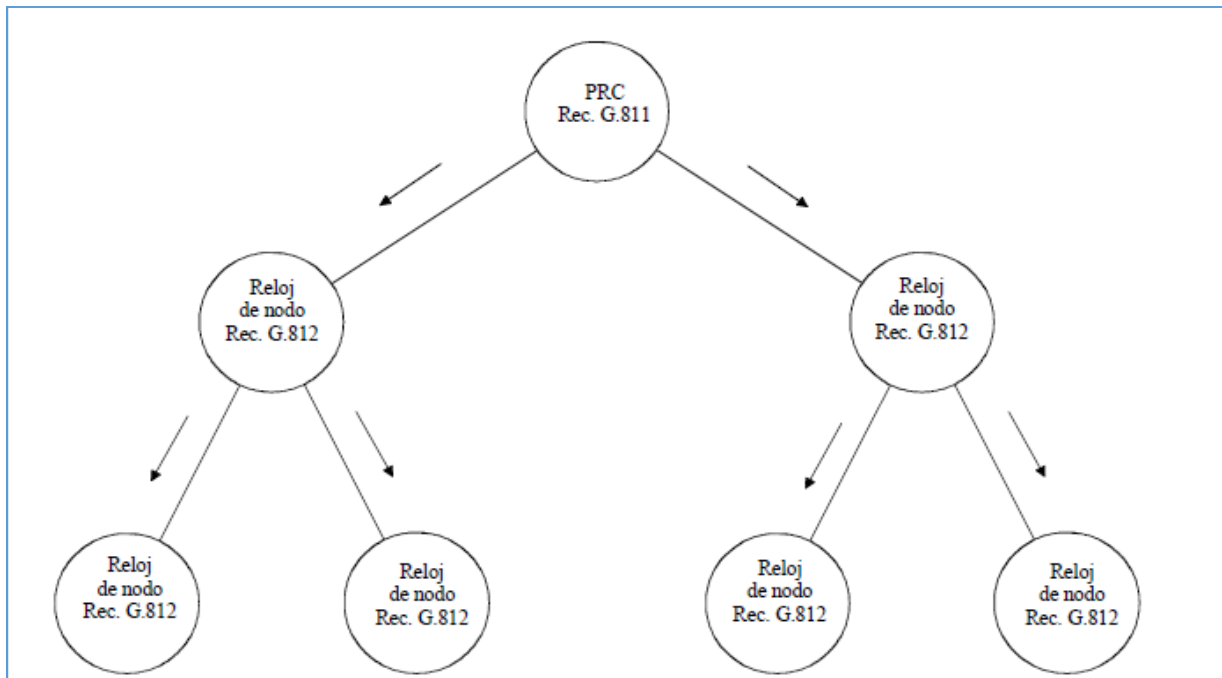 PRC
Rec. G.811
Reloj
de nodo
Rec. G.812
Reloj
de nodo
Rec. G.812
Reloj
de nodo
Rec. G.812
Reloj
de nodo
Rec. G.812
Reloj
de nodo
Rec. G.812
Reloj
de nodo
Rec. G.812